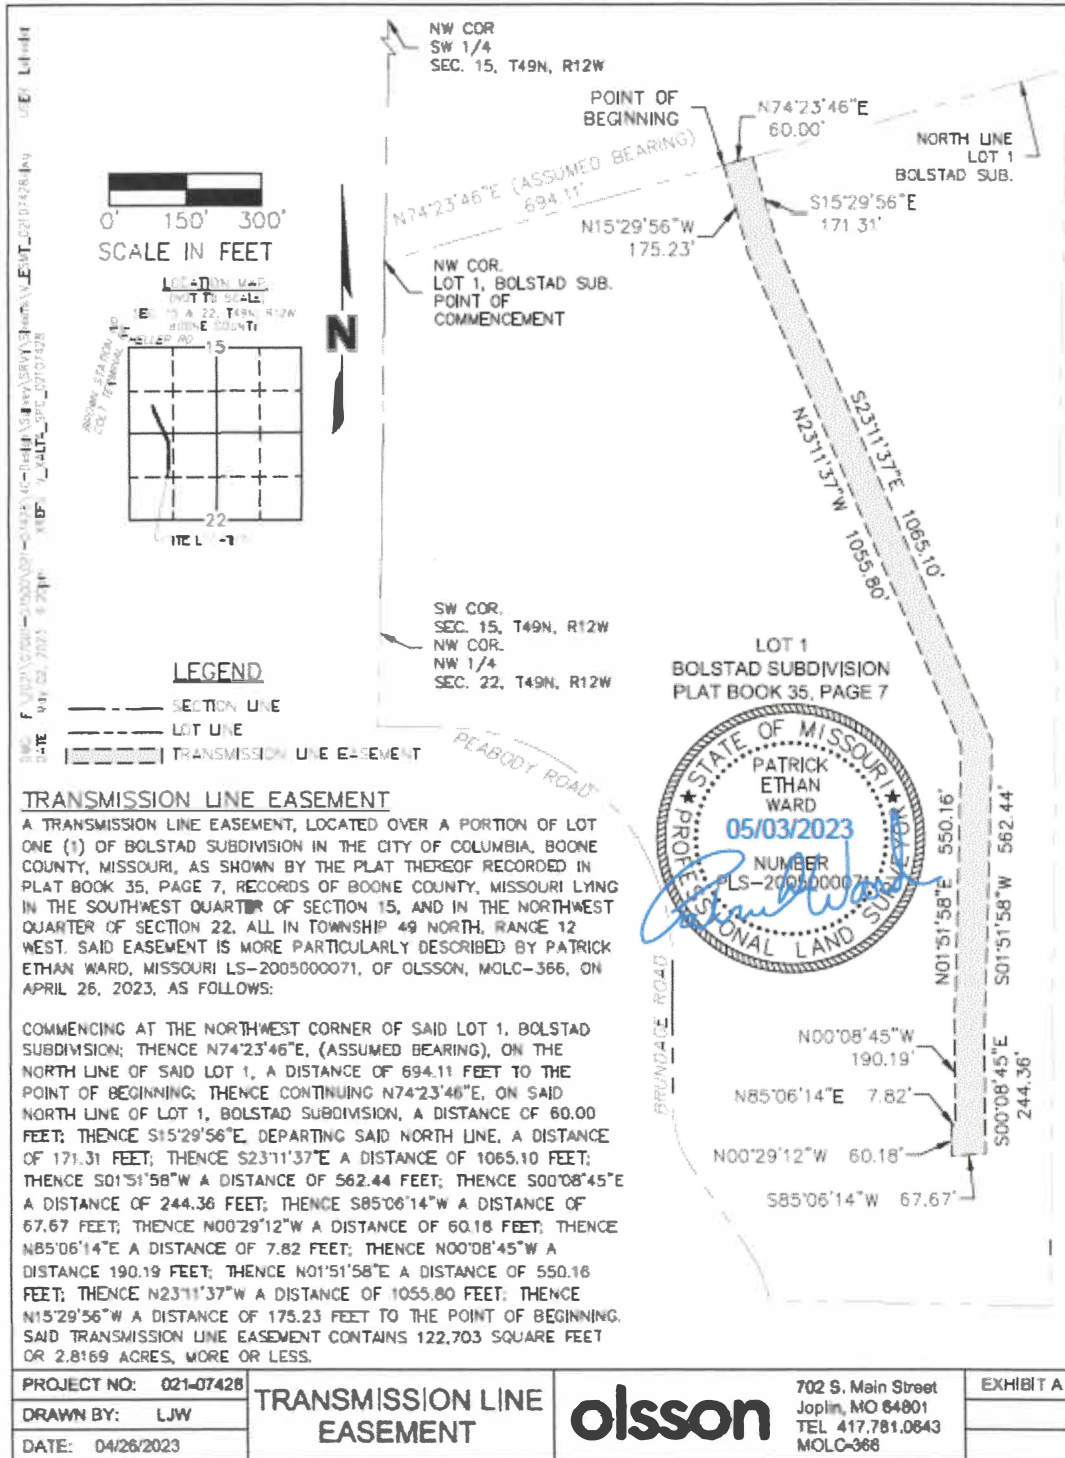 NW COR
SW 1/4
SEC. 15, T49N, R12W
POINT OF
BEGINNING
N74°23'46"E
60.00'
NORTH LINE
LOT 1
BOLSTAD SUB.
N74°23'46"E (ASSUMED BEARING)
694.11'
S15°29'56"E
171.31'
N15°29'56"W
175.23'
0' 150' 300'
SCALE IN FEET
LOCATION MAP
(NOT TO SCALE)
SEC 15 & 22, T49N, R12W
BOONE COUNTY
HELLER RD
15
22
N
NW COR.
LOT 1, BOLSTAD SUB.
POINT OF
COMMENCEMENT
S23°11'37"E 1065.10'
N23°11'37"W 1055.80'
SW COR.
SEC. 15, T49N, R12W
NW COR.
NW 1/4
SEC. 22, T49N, R12W
LEGEND
SECTION LINE
LOT LINE
TRANSMISSION LINE EASEMENT
PEABODY ROAD
BRUNDAGE ROAD
LOT 1
BOLSTAD SUBDIVISION
PLAT BOOK 35, PAGE 7
STATE OF MISSOURI
PATRICK
ETHAN
WARD
05/03/2023
NUMBER
PLS-2005000071
PROFESSIONAL LAND SURVEYOR
N01°51'58"E 550.16'
S01°51'58"W 562.44'
N00°08'45"W
190.19'
N85°06'14"E 7.82'
S00°08'45"E
244.36'
N00°29'12"W 60.18'
S85°06'14"W 67.67'
TRANSMISSION LINE EASEMENT
A TRANSMISSION LINE EASEMENT, LOCATED OVER A PORTION OF LOT
ONE (1) OF BOLSTAD SUBDIVISION IN THE CITY OF COLUMBIA, BOONE
COUNTY, MISSOURI, AS SHOWN BY THE PLAT THEREOF RECORDED IN
PLAT BOOK 35, PAGE 7, RECORDS OF BOONE COUNTY, MISSOURI LYING
IN THE SOUTHWEST QUARTER OF SECTION 15, AND IN THE NORTHWEST
QUARTER OF SECTION 22, ALL IN TOWNSHIP 49 NORTH, RANGE 12
WEST. SAID EASEMENT IS MORE PARTICULARLY DESCRIBED BY PATRICK
ETHAN WARD, MISSOURI LS-2005000071, OF OLSSON, MOLC-366, ON
APRIL 26, 2023, AS FOLLOWS:
COMMENCING AT THE NORTHWEST CORNER OF SAID LOT 1, BOLSTAD
SUBDIVISION; THENCE N74°23'46"E, (ASSUMED BEARING), ON THE
NORTH LINE OF SAID LOT 1, A DISTANCE OF 694.11 FEET TO THE
POINT OF BEGINNING; THENCE CONTINUING N74°23'46"E, ON SAID
NORTH LINE OF LOT 1, BOLSTAD SUBDIVISION, A DISTANCE OF 60.00
FEET; THENCE S15°29'56"E, DEPARTING SAID NORTH LINE, A DISTANCE
OF 171.31 FEET; THENCE S23°11'37"E A DISTANCE OF 1065.10 FEET;
THENCE S01°51'58"W A DISTANCE OF 562.44 FEET; THENCE S00°08'45"E
A DISTANCE OF 244.36 FEET; THENCE S85°06'14"W A DISTANCE OF
67.67 FEET; THENCE N00°29'12"W A DISTANCE OF 60.18 FEET; THENCE
N85°06'14"E A DISTANCE OF 7.82 FEET; THENCE N00°08'45"W A
DISTANCE 190.19 FEET; THENCE N01°51'58"E A DISTANCE OF 550.16
FEET; THENCE N23°11'37"W A DISTANCE OF 1055.80 FEET; THENCE
N15°29'56"W A DISTANCE OF 175.23 FEET TO THE POINT OF BEGINNING.
SAID TRANSMISSION LINE EASEMENT CONTAINS 122,703 SQUARE FEET
OR 2.8169 ACRES, MORE OR LESS.
PROJECT NO: 021-07428
DRAWN BY: LJW
DATE: 04/26/2023
TRANSMISSION LINE
EASEMENT
olsson
702 S. Main Street
Joplin, MO 64801
TEL 417.781.0643
MOLC-366
EXHIBIT A